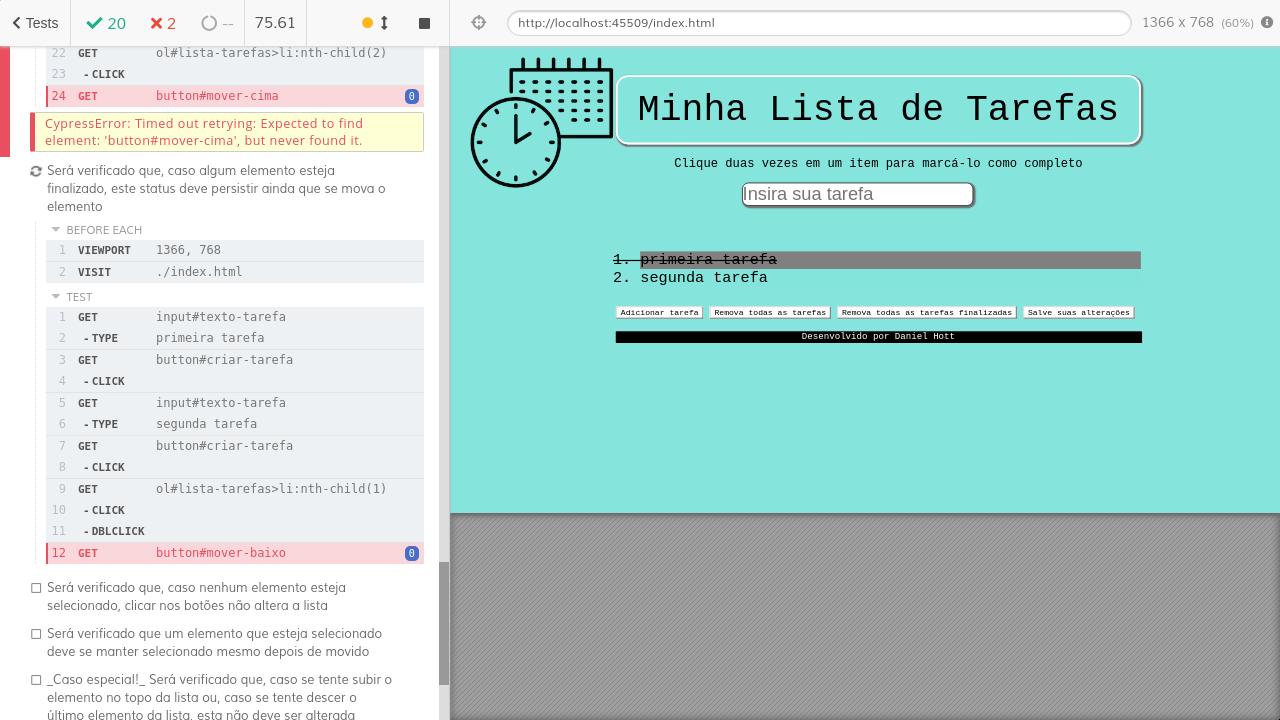 Tests
20
2
--
75.61
http://localhost:45509/index.html
1366 x 768 (60%)
22 GET ol#lista-tarefas>li:nth-child(2)
23 -CLICK
24 GET button#mover-cima 0
CypressError: Timed out retrying: Expected to find
element: 'button#mover-cima', but never found it.
Será verificado que, caso algum elemento esteja
finalizado, este status deve persistir ainda que se mova o
elemento
BEFORE EACH
1 VIEWPORT 1366, 768
2 VISIT ./index.html
TEST
1 GET input#texto-tarefa
2 -TYPE primeira tarefa
3 GET button#criar-tarefa
4 -CLICK
5 GET input#texto-tarefa
6 -TYPE segunda tarefa
7 GET button#criar-tarefa
8 -CLICK
9 GET ol#lista-tarefas>li:nth-child(1)
10 -CLICK
11 -DBLCLICK
12 GET button#mover-baixo 0
Será verificado que, caso nenhum elemento esteja
selecionado, clicar nos botões não altera a lista
Será verificado que um elemento que esteja selecionado
deve se manter selecionado mesmo depois de movido
_Caso especial!_ Será verificado que, caso se tente subir o
elemento no topo da lista ou, caso se tente descer o
último elemento da lista, esta não deve ser alterada
Minha Lista de Tarefas
Clique duas vezes em um item para marcá-lo como completo
Insira sua tarefa
1. primeira tarefa
2. segunda tarefa
Adicionar tarefa Remova todas as tarefas Remova todas as tarefas finalizadas Salve suas alterações
Desenvolvido por Daniel Hott